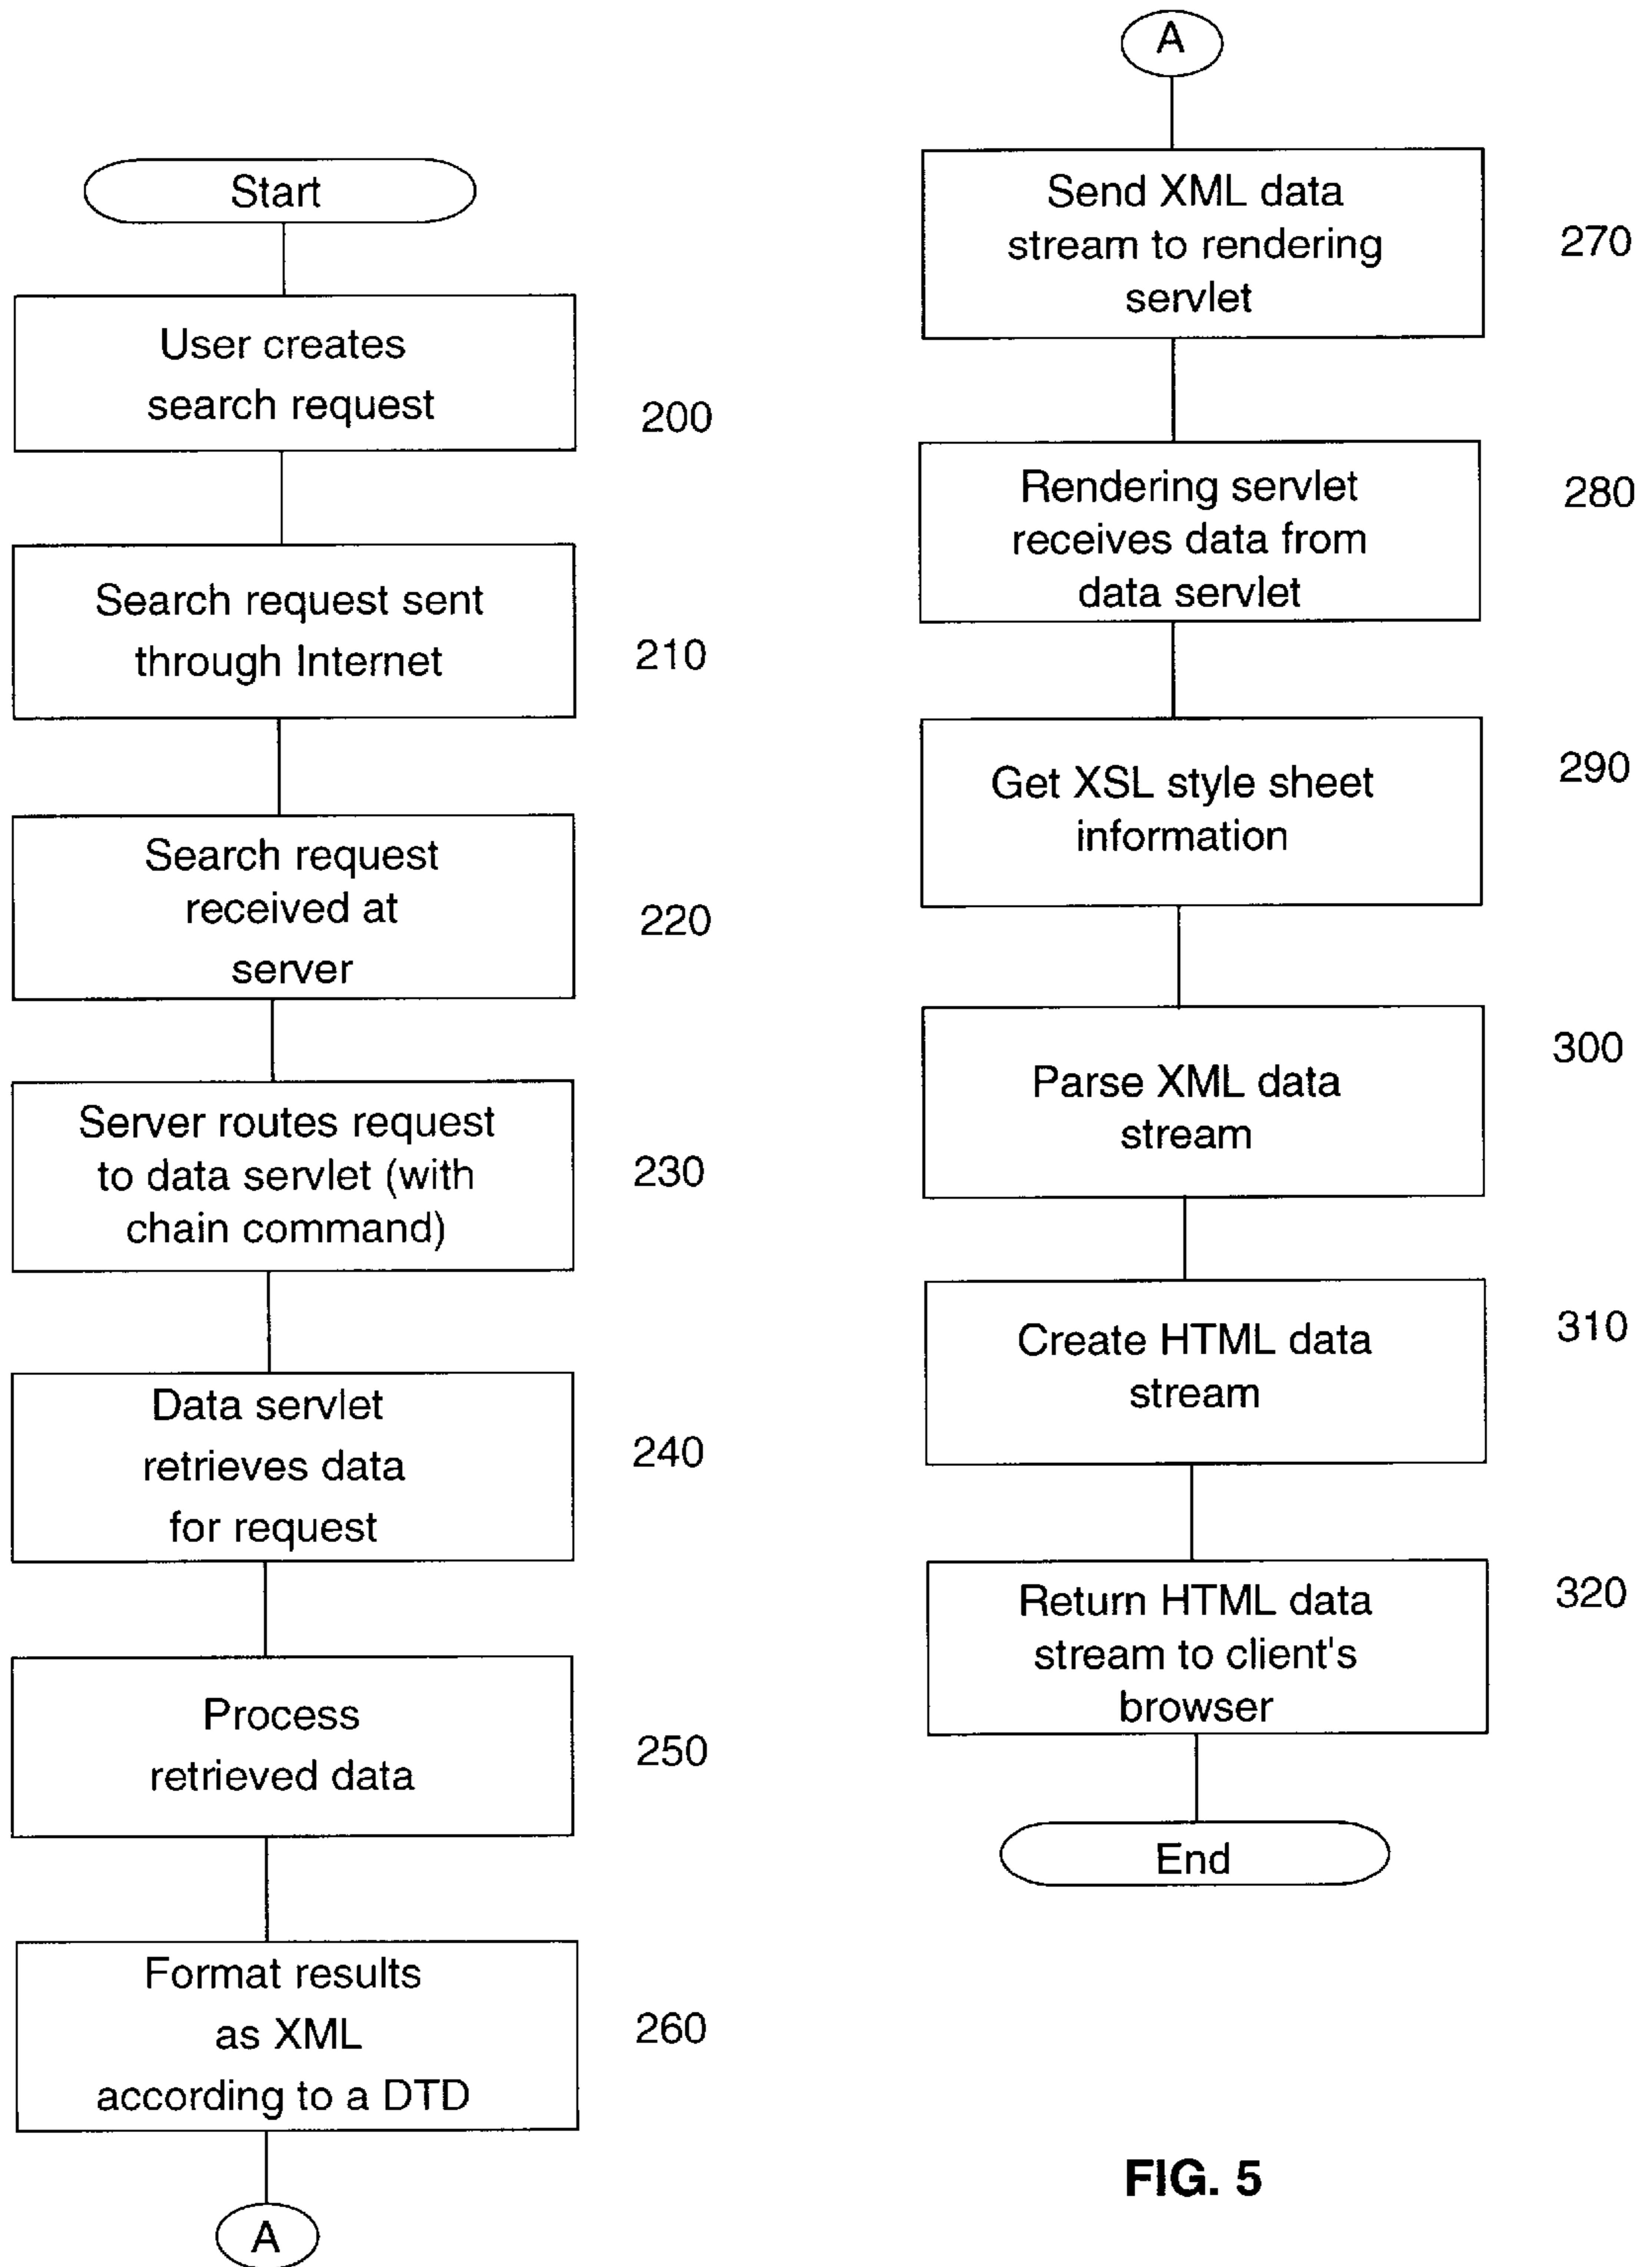 Start
User creates
search request
200
Search request sent
through Internet
210
Search request
received at
server
220
Server routes request
to data servlet (with
chain command)
230
Data servlet
retrieves data
for request
240
Process
retrieved data
250
Format results
as XML
according to a DTD
260
A
A
Send XML data
stream to rendering
servlet
270
Rendering servlet
receives data from
data servlet
280
Get XSL style sheet
information
290
Parse XML data
stream
300
Create HTML data
stream
310
Return HTML data
stream to client's
browser
320
End
FIG. 5